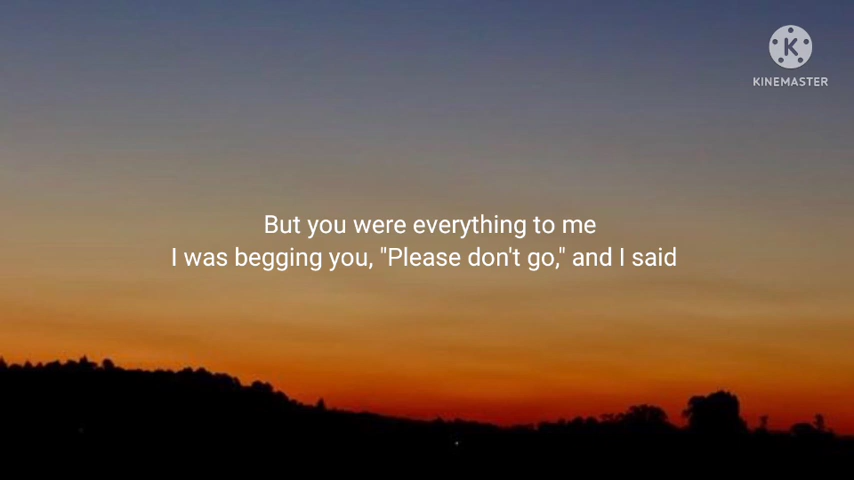 K
KINEMASTER
But you were everything to me
I was begging you, "Please don't go," and I said